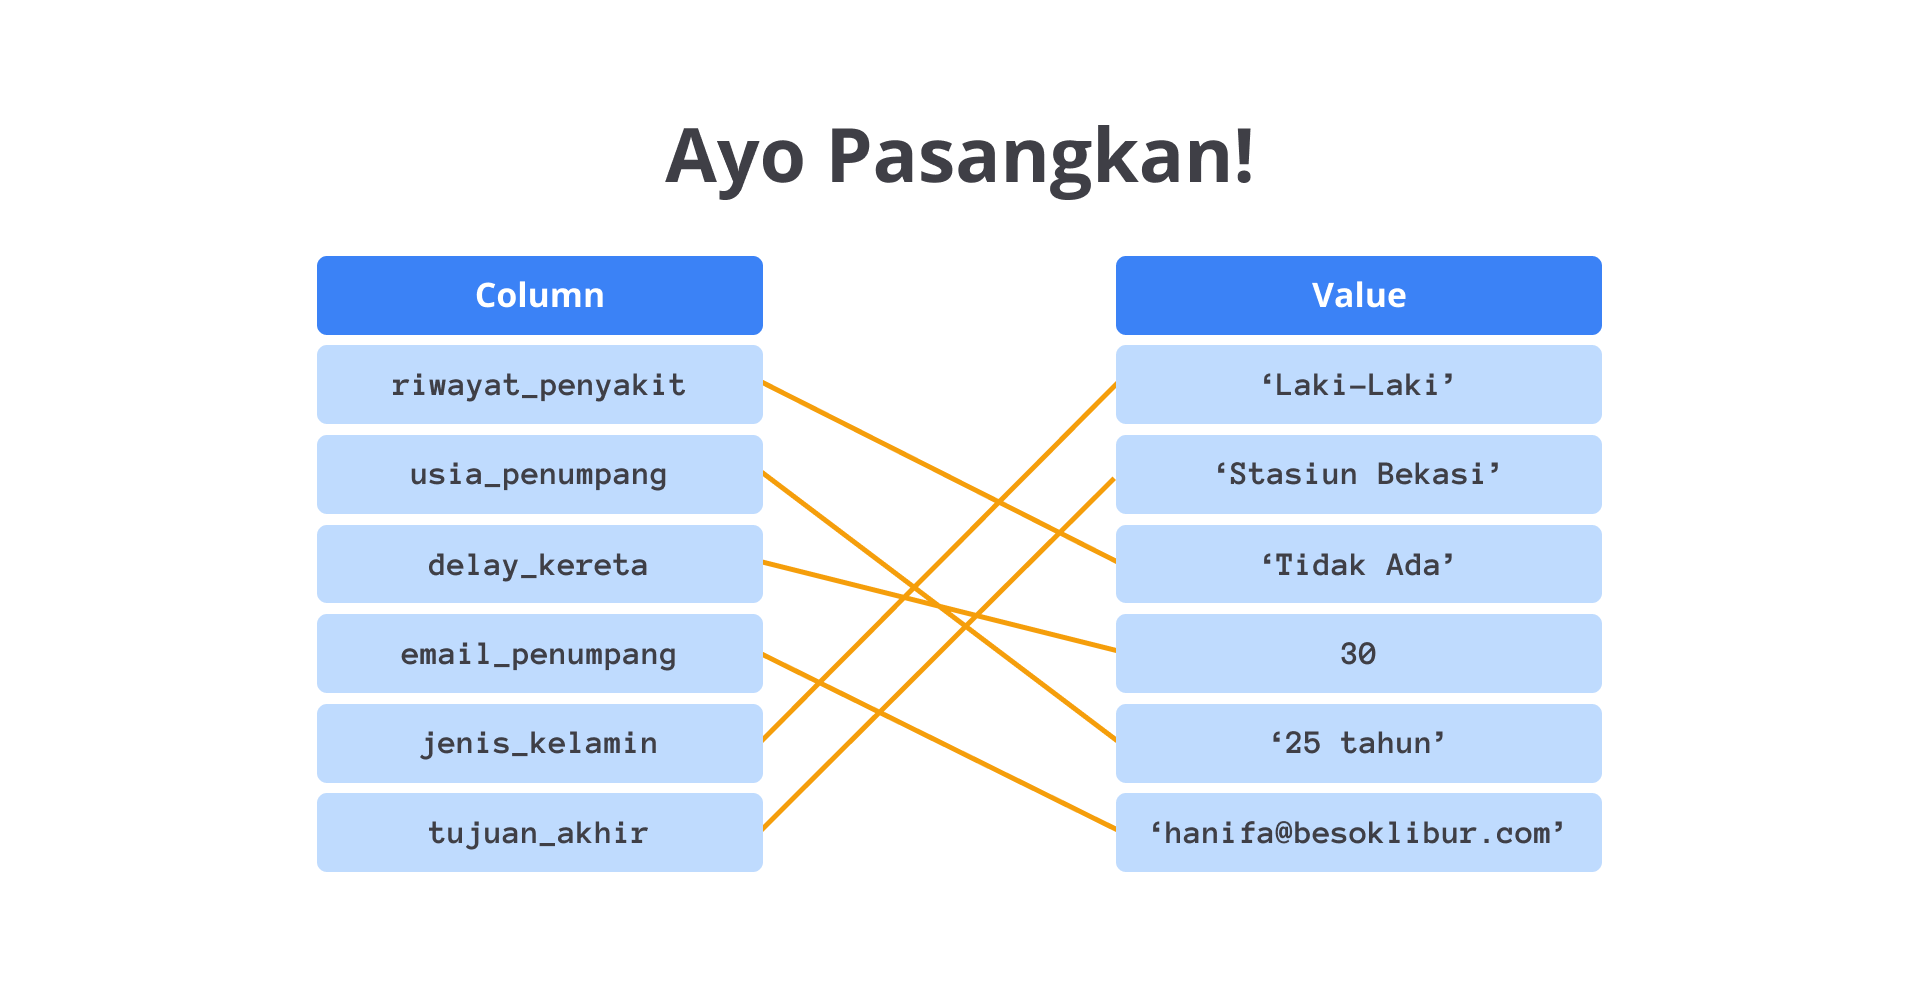 Ayo Pasangkan!
Column
Value
riwayat_penyakit
‘Laki-Laki’
usia_penumpang
‘Stasiun Bekasi’
delay_kereta
‘Tidak Ada’
email_penumpang
30
jenis_kelamin
‘25 tahun’
tujuan_akhir
‘hanifa@besoklibur.com’